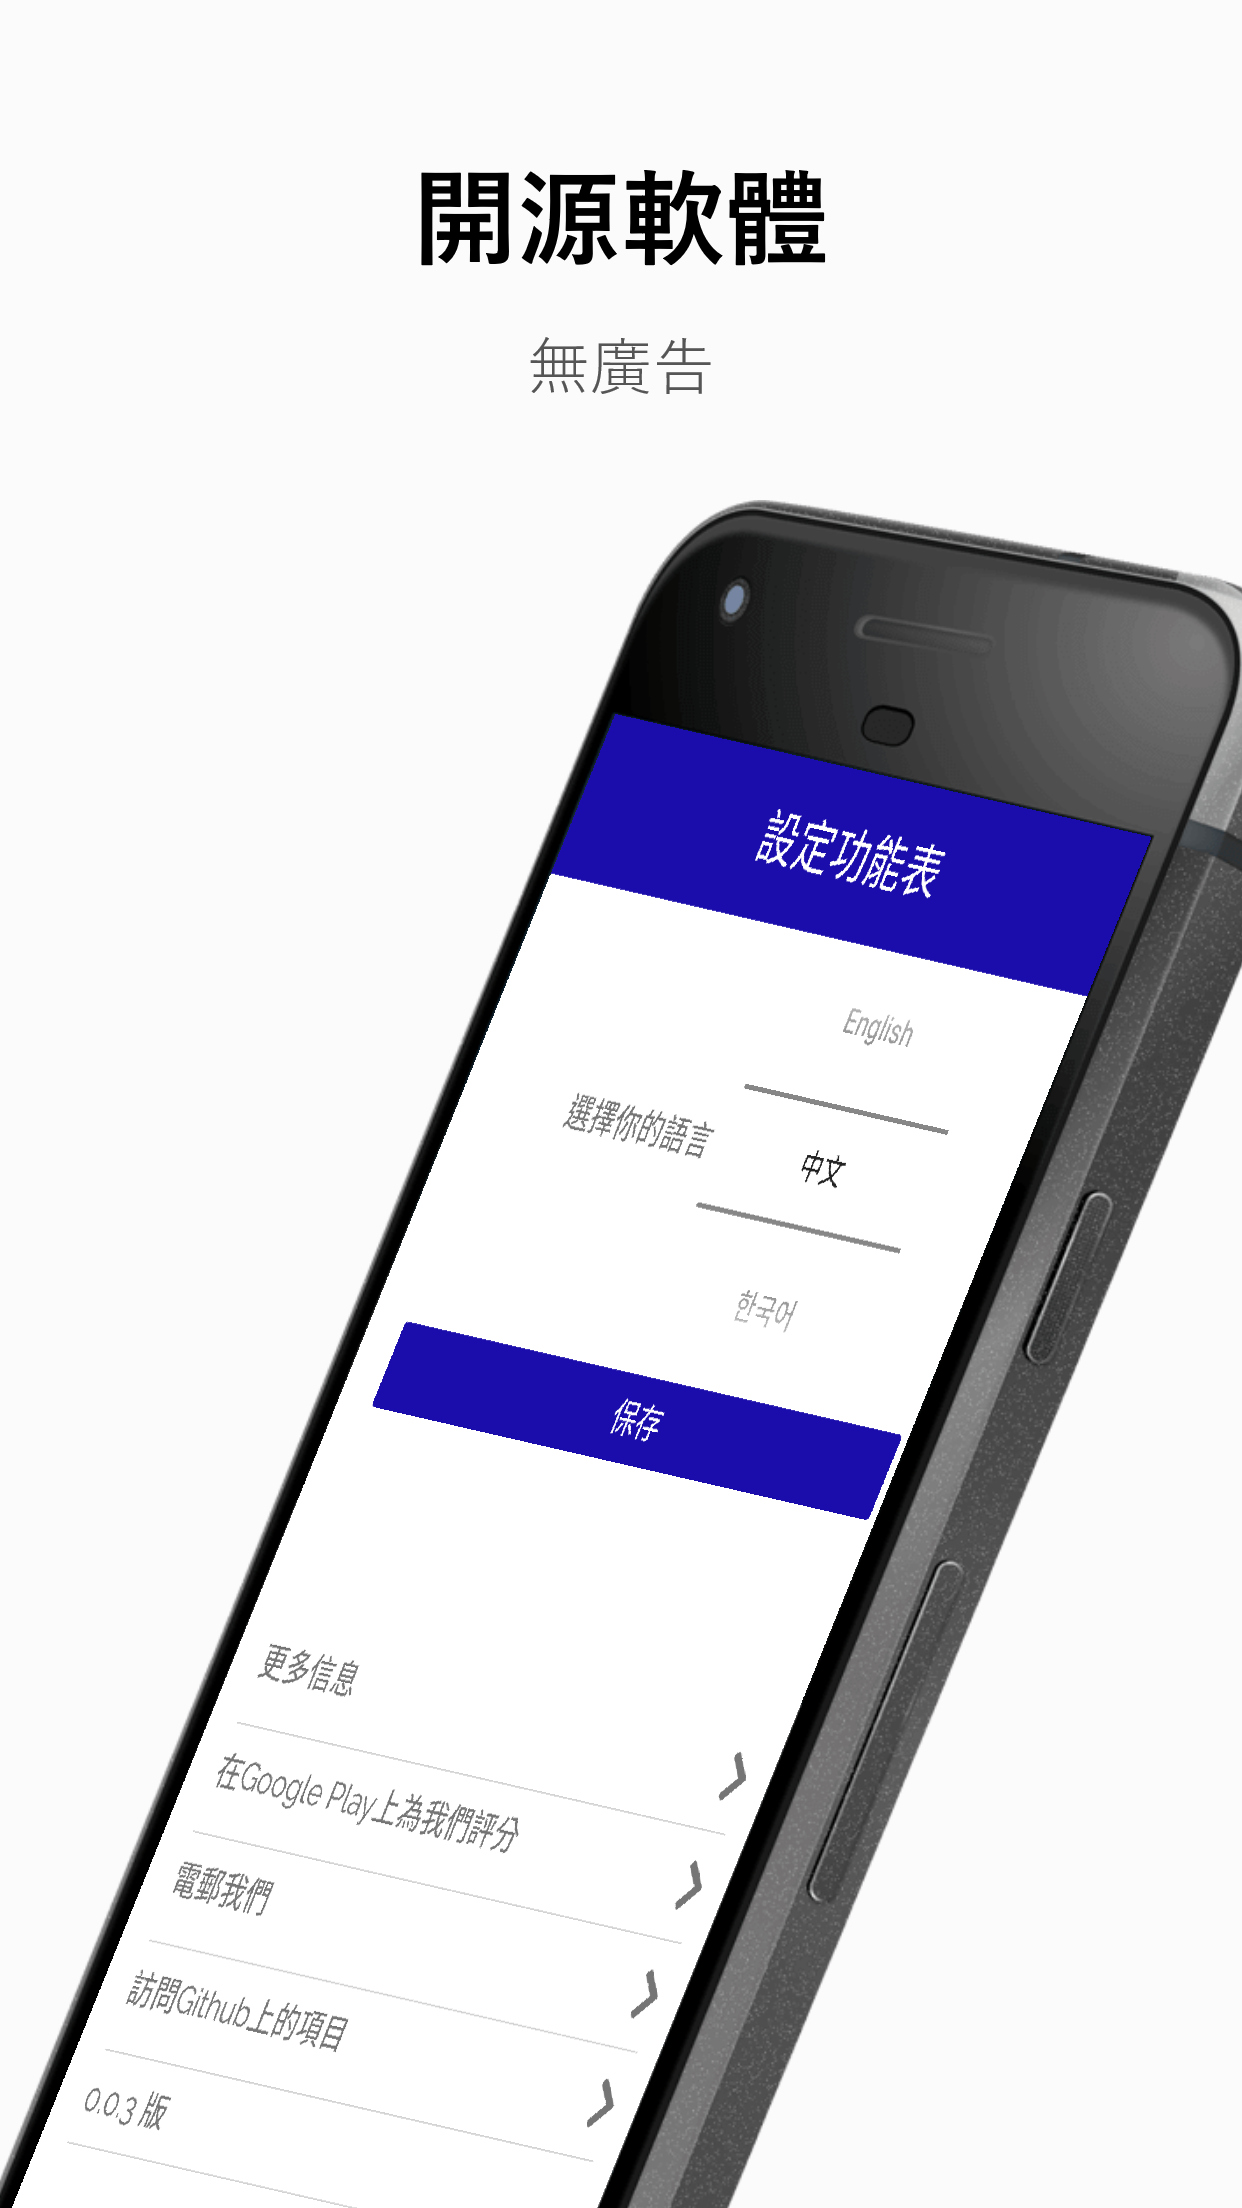 開源軟體
無廣告
設定功能表
English
選擇你的語言
中文
한국어
保存
更多信息
在Google Play上為我們評分
電郵我們
訪問Github上的項目
0.0.3 版